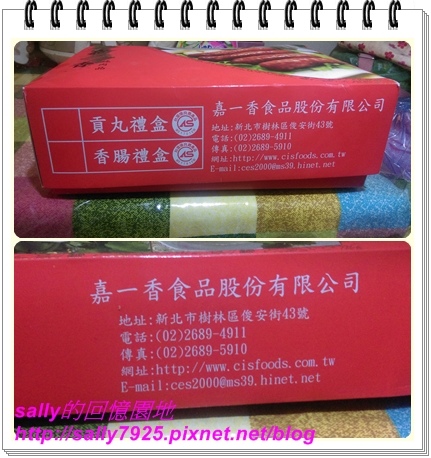 貢丸禮盒
香腸禮盒
嘉一香食品股份有限公司
地址:新北市樹林區俊安街43號
電話:(02)2689-4911
傳真:(02)2689-5910
網址:http://www.cisfoods.com.tw
E-mail:ces2000@ms39.hinet.net
嘉一香食品股份有限公司
地址:新北市樹林區俊安街43號
電話:(02)2689-4911
傳真:(02)2689-5910
網址:http://www.cisfoods.com.tw
E-mail:ces2000@ms39.hinet.net
sally的回憶園地
http://sally7925.pixnet.net/blog